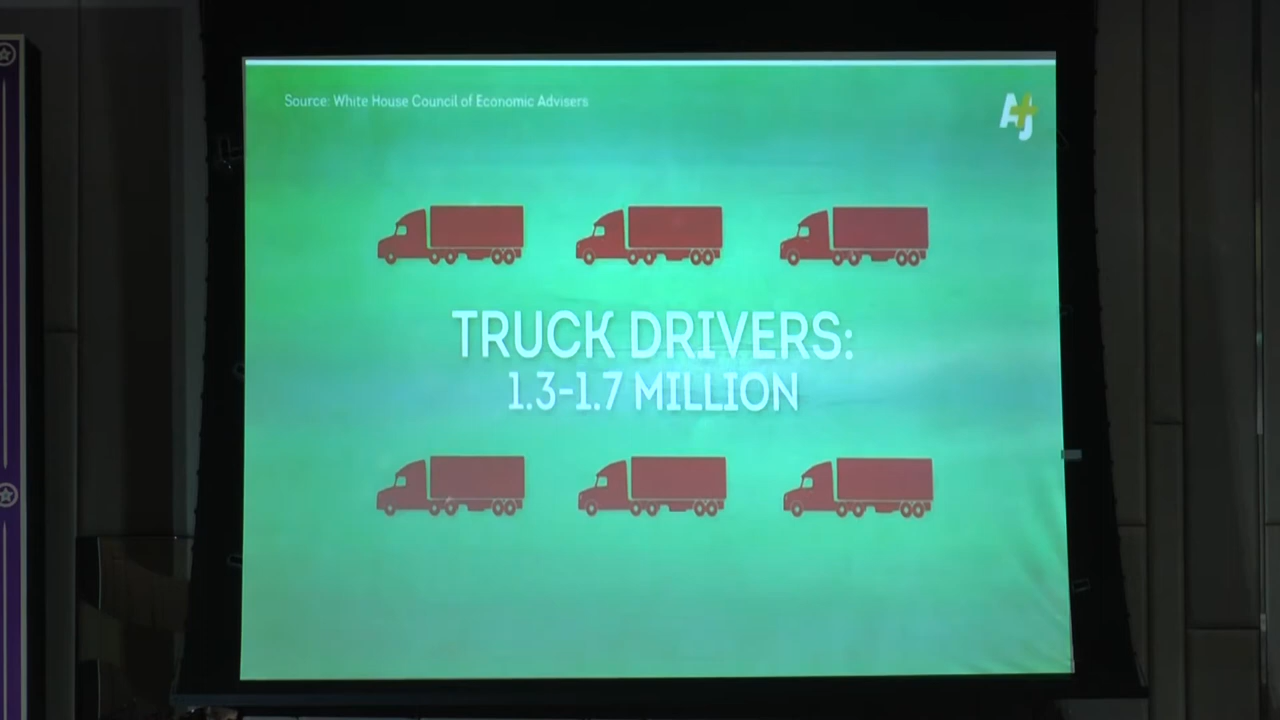 Source: White House Council of Economic Advisers
AJ+
TRUCK DRIVERS:
1.3-1.7 MILLION